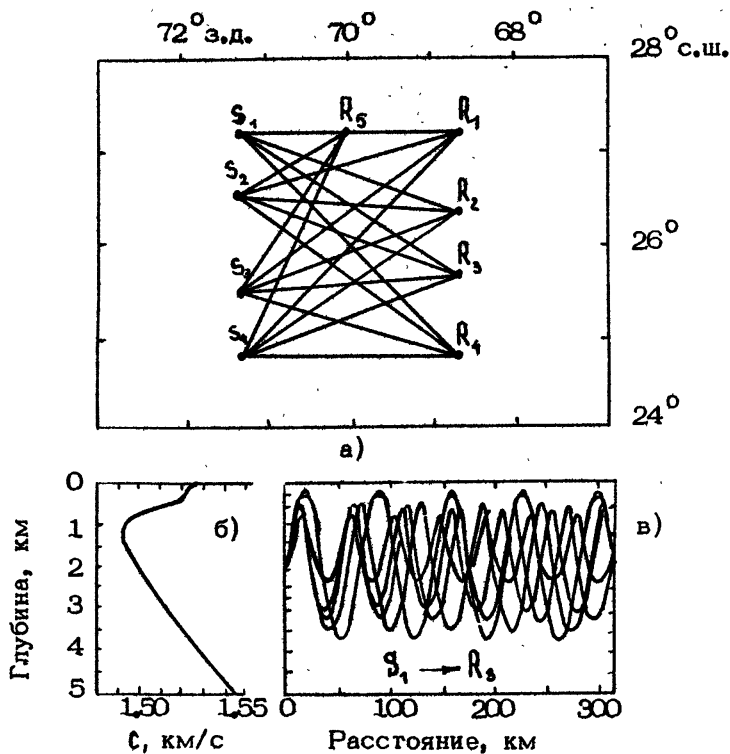 72° з.д. 70° 68°
28° с.ш.
S₁ R₅ R₁
S₂
R₂
26°
S₃ R₃
S₄ R₄
24°
а)
0
1
2
3
4
5
Глубина, км
б)
1.50 1.55
C, км/с
в)
S₁ → R₃
0 100 200 300
Расстояние, км